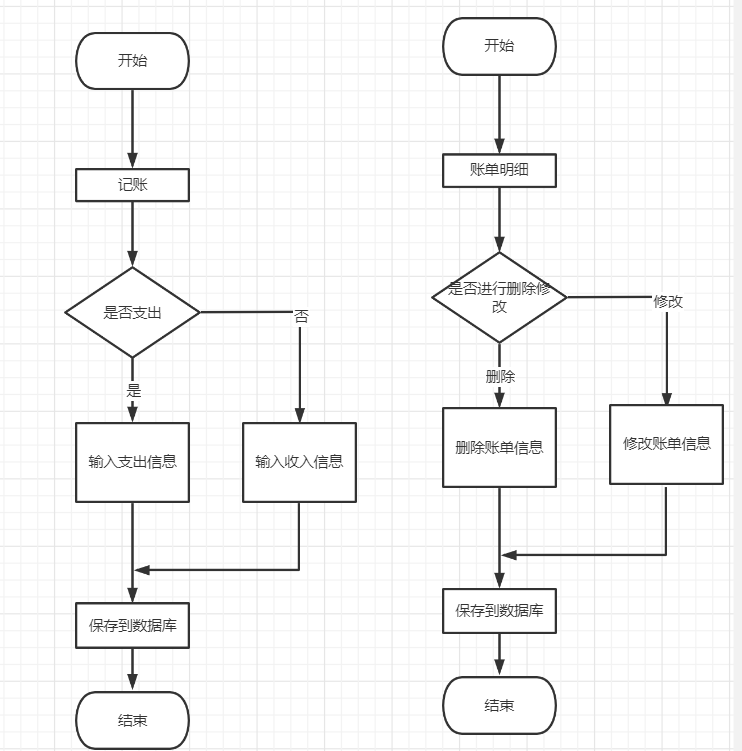 开始
记账
是否支出
否
是
输入支出信息
输入收入信息
保存到数据库
结束
开始
账单明细
是否进行删除修
改
修改
删除
删除账单信息
修改账单信息
保存到数据库
结束